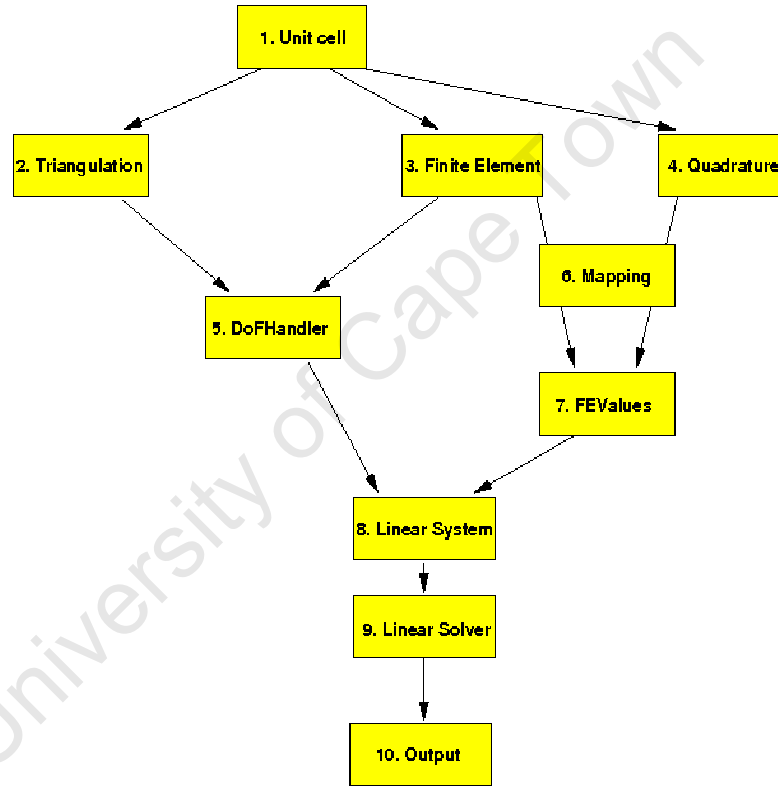 1. Unit cell
2. Triangulation
3. Finite Element
4. Quadrature
6. Mapping
5. DoFHandler
7. FEValues
8. Linear System
9. Linear Solver
10. Output
University of Cape Town